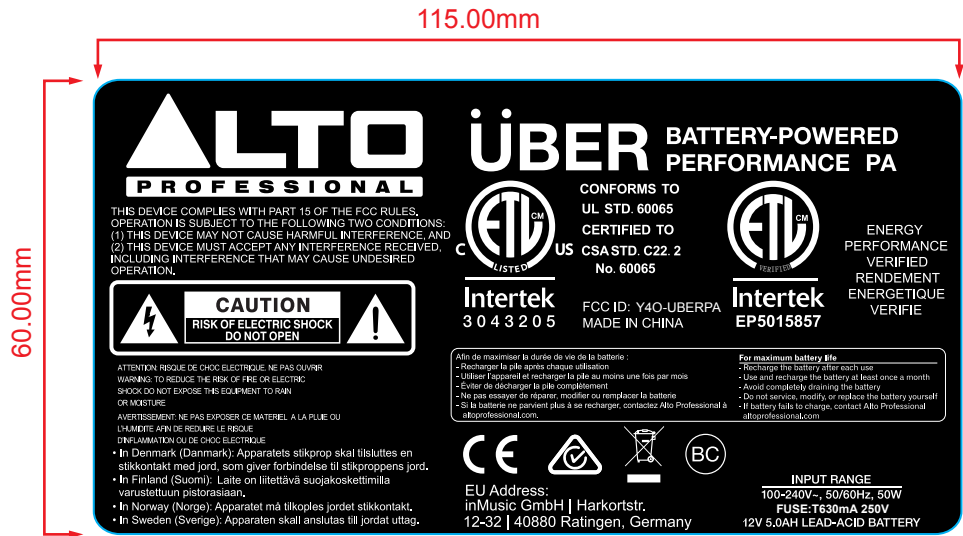 115.00mm
60.00mm
ALTO
PROFESSIONAL
THIS DEVICE COMPLIES WITH PART 15 OF THE FCC RULES.
OPERATION IS SUBJECT TO THE FOLLOWING TWO CONDITIONS:
(1) THIS DEVICE MAY NOT CAUSE HARMFUL INTERFERENCE, AND
(2) THIS DEVICE MUST ACCEPT ANY INTERFERENCE RECEIVED,
INCLUDING INTERFERENCE THAT MAY CAUSE UNDESIRED
OPERATION.
CAUTION
RISK OF ELECTRIC SHOCK
DO NOT OPEN
ATTENTION: RISQUE DE CHOC ELECTRIQUE. NE PAS OUVRIR
WARNING: TO REDUCE THE RISK OF FIRE OR ELECTRIC
SHOCK DO NOT EXPOSE THIS EQUIPMENT TO RAIN
OR MOISTURE
AVERTISSEMENT: NE PAS EXPOSER CE MATERIEL A LA PLUIE OU
L'HUMIDITE AFIN DE REDUIRE LE RISQUE
D'INFLAMMATION OU DE CHOC ELECTRIQUE
• In Denmark (Danmark): Apparatets stikprop skal tilsluttes en
stikkontakt med jord, som giver forbindelse til stikproppens jord.
• In Finland (Suomi): Laite on liitettävä suojakoskettimilla
varustettuun pistorasiaan.
• In Norway (Norge): Apparatet må tilkoples jordet stikkontakt.
• In Sweden (Sverige): Apparaten skall anslutas till jordat uttag.
ÜBER
BATTERY-POWERED
PERFORMANCE PA
ETL
CM
C
US
LISTED
Intertek
3043205
CONFORMS TO
UL STD. 60065
CERTIFIED TO
CSA STD. C22. 2
No. 60065
FCC ID: Y4O-UBERPA
MADE IN CHINA
ETL
CM
VERIFIED
Intertek
EP5015857
ENERGY
PERFORMANCE
VERIFIED
RENDEMENT
ENERGETIQUE
VERIFIE
Afin de maximiser la durée de vie de la batterie :
- Recharger la pile après chaque utilisation
- Utiliser l'appareil et recharger la pile au moins une fois par mois
- Éviter de décharger la pile complètement
- Ne pas essayer de réparer, modifier ou remplacer la batterie
- Si la batterie ne parvient plus à se recharger, contactez Alto Professional à
altoprofessional.com.
For maximum battery life
- Recharge the battery after each use
- Use and recharge the battery at least once a month
- Avoid completely draining the battery
- Do not service, modify, or replace the battery yourself
- If battery fails to charge, contact Alto Professional
altoprofessional.com
CE
BC
EU Address:
inMusic GmbH | Harkortstr.
12-32 | 40880 Ratingen, Germany
INPUT RANGE
100-240V~, 50/60Hz, 50W
FUSE:T630mA 250V
12V 5.0AH LEAD-ACID BATTERY